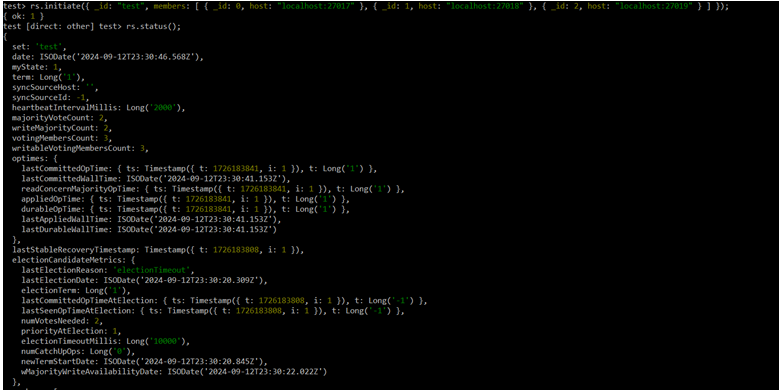 test> rs.initiate({ _id: "test", members: [ { _id: 0, host: "localhost:27017" }, { _id: 1, host: "localhost:27018" }, { _id: 2, host: "localhost:27019" } ] });
{ ok: 1 }
test [direct: other] test> rs.status();
{
  set: 'test',
  date: ISODate('2024-09-12T23:30:46.568Z'),
  myState: 1,
  term: Long('1'),
  syncSourceHost: '',
  syncSourceId: -1,
  heartbeatIntervalMillis: Long('2000'),
  majorityVoteCount: 2,
  writeMajorityCount: 2,
  votingMembersCount: 3,
  writableVotingMembersCount: 3,
  optimes: {
    lastCommittedOpTime: { ts: Timestamp({ t: 1726183841, i: 1 }), t: Long('1') },
    lastCommittedWallTime: ISODate('2024-09-12T23:30:41.153Z'),
    readConcernMajorityOpTime: { ts: Timestamp({ t: 1726183841, i: 1 }), t: Long('1') },
    appliedOpTime: { ts: Timestamp({ t: 1726183841, i: 1 }), t: Long('1') },
    durableOpTime: { ts: Timestamp({ t: 1726183841, i: 1 }), t: Long('1') },
    lastAppliedWallTime: ISODate('2024-09-12T23:30:41.153Z'),
    lastDurableWallTime: ISODate('2024-09-12T23:30:41.153Z')
  },
  lastStableRecoveryTimestamp: Timestamp({ t: 1726183808, i: 1 }),
  electionCandidateMetrics: {
    lastElectionReason: 'electionTimeout',
    lastElectionDate: ISODate('2024-09-12T23:30:20.309Z'),
    electionTerm: Long('1'),
    lastCommittedOpTimeAtElection: { ts: Timestamp({ t: 1726183808, i: 1 }), t: Long('-1') },
    lastSeenOpTimeAtElection: { ts: Timestamp({ t: 1726183808, i: 1 }), t: Long('-1') },
    numVotesNeeded: 2,
    priorityAtElection: 1,
    electionTimeoutMillis: Long('10000'),
    numCatchUpOps: Long('0'),
    newTermStartDate: ISODate('2024-09-12T23:30:20.845Z'),
    wMajorityWriteAvailabilityDate: ISODate('2024-09-12T23:30:22.022Z')
  },